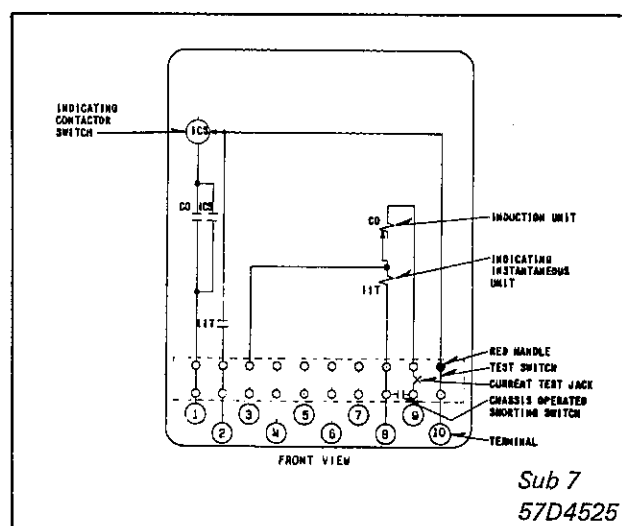 INDICATING
CONTACTOR
SWITCH
ICS
CO ICS
CO
INDUCTION UNIT
INDICATING
INSTANTANEOUS
UNIT
IIT
IIT
RED HANDLE
TEST SWITCH
CURRENT TEST JACK
CHASSIS OPERATED
SHORTING SWITCH
1 3 5 7 9
2 4 6 8 10
TERMINAL
FRONT VIEW
Sub 7
57D4525